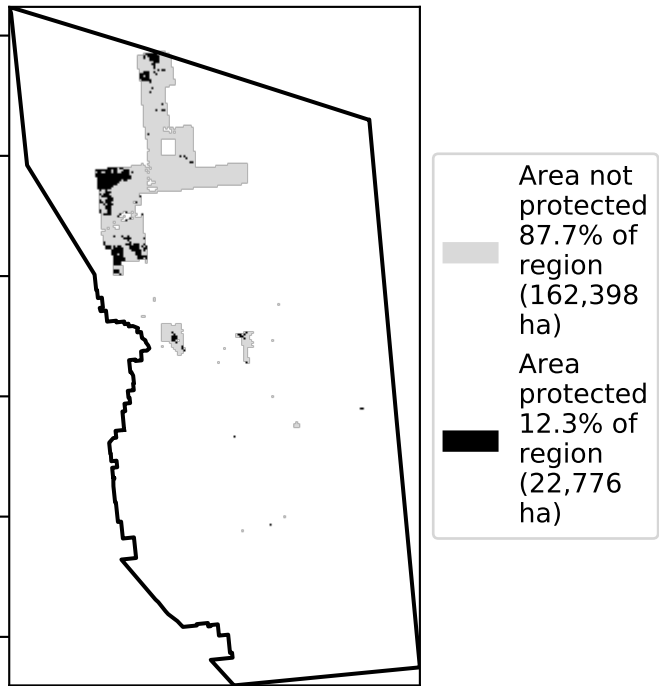 Area not
protected
87.7% of
region
(162,398
ha)
Area
protected
12.3% of
region
(22,776
ha)